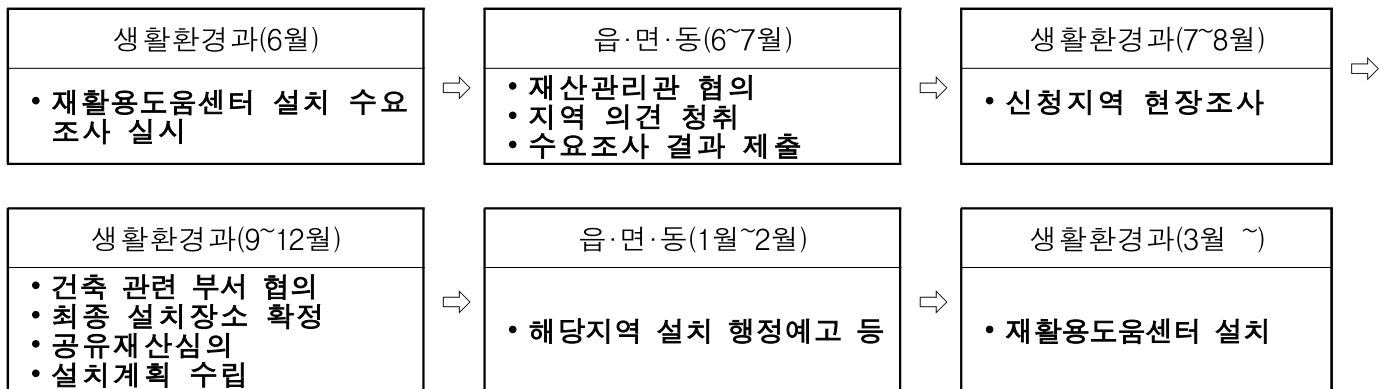 생활환경과(6월)
• 재활용도움센터 설치 수요
조사 실시
⇨
읍·면·동(6~7월)
• 재산관리관 협의
• 지역 의견 청취
• 수요조사 결과 제출
⇨
생활환경과(7~8월)
• 신청지역 현장조사
⇨
생활환경과(9~12월)
• 건축 관련 부서 협의
• 최종 설치장소 확정
• 공유재산심의
• 설치계획 수립
⇨
읍·면·동(1월~2월)
• 해당지역 설치 행정예고 등
⇨
생활환경과(3월 ~)
• 재활용도움센터 설치